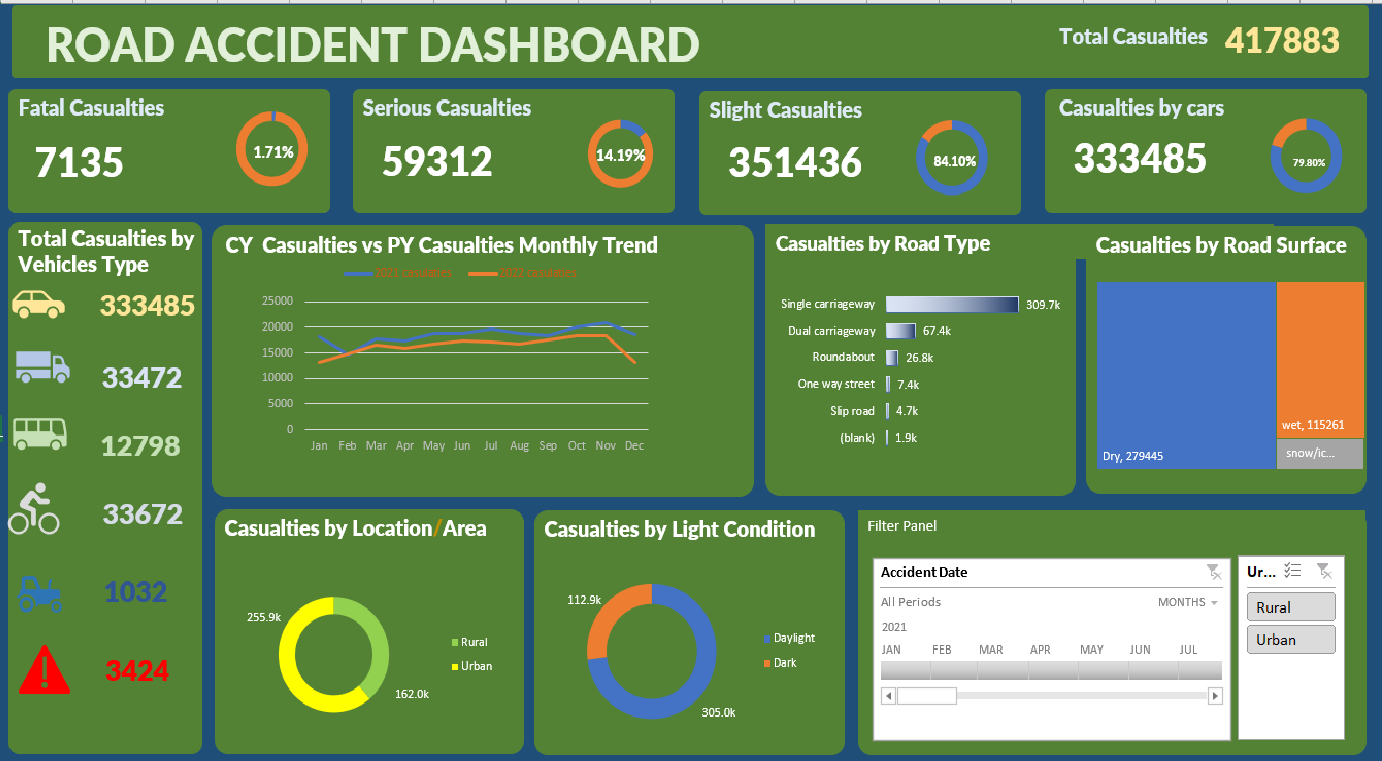 ROAD ACCIDENT DASHBOARD
Total Casualties 417883
Fatal Casualties
7135
1.71%
Serious Casualties
59312
14.19%
Slight Casualties
351436
84.10%
Casualties by cars
333485
79.80%
Total Casualties by
Vehicles Type
333485
33472
12798
33672
1032
3424
CY  Casualties vs PY Casualties Monthly Trend
2021 casualties
2022 casualties
25000
20000
15000
10000
5000
0
Jan Feb Mar Apr May Jun Jul Aug Sep Oct Nov Dec
Casualties by Road Type
Single carriageway 309.7k
Dual carriageway 67.4k
Roundabout 26.8k
One way street 7.4k
Slip road 4.7k
(blank) 1.9k
Casualties by Road Surface
Dry, 279445
wet, 115261
snow/ic...
Casualties by Location/Area
255.9k
162.0k
Rural
Urban
Casualties by Light Condition
112.9k
305.0k
Daylight
Dark
Filter Panel
Accident Date
All Periods MONTHS
2021
JAN FEB MAR APR MAY JUN JUL
Ur...
Rural
Urban